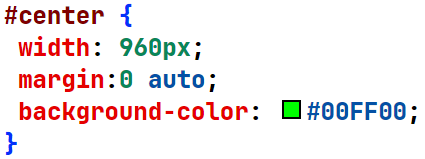 #center {
width: 960px;
margin:0 auto;
background-color: #00FF00;
}